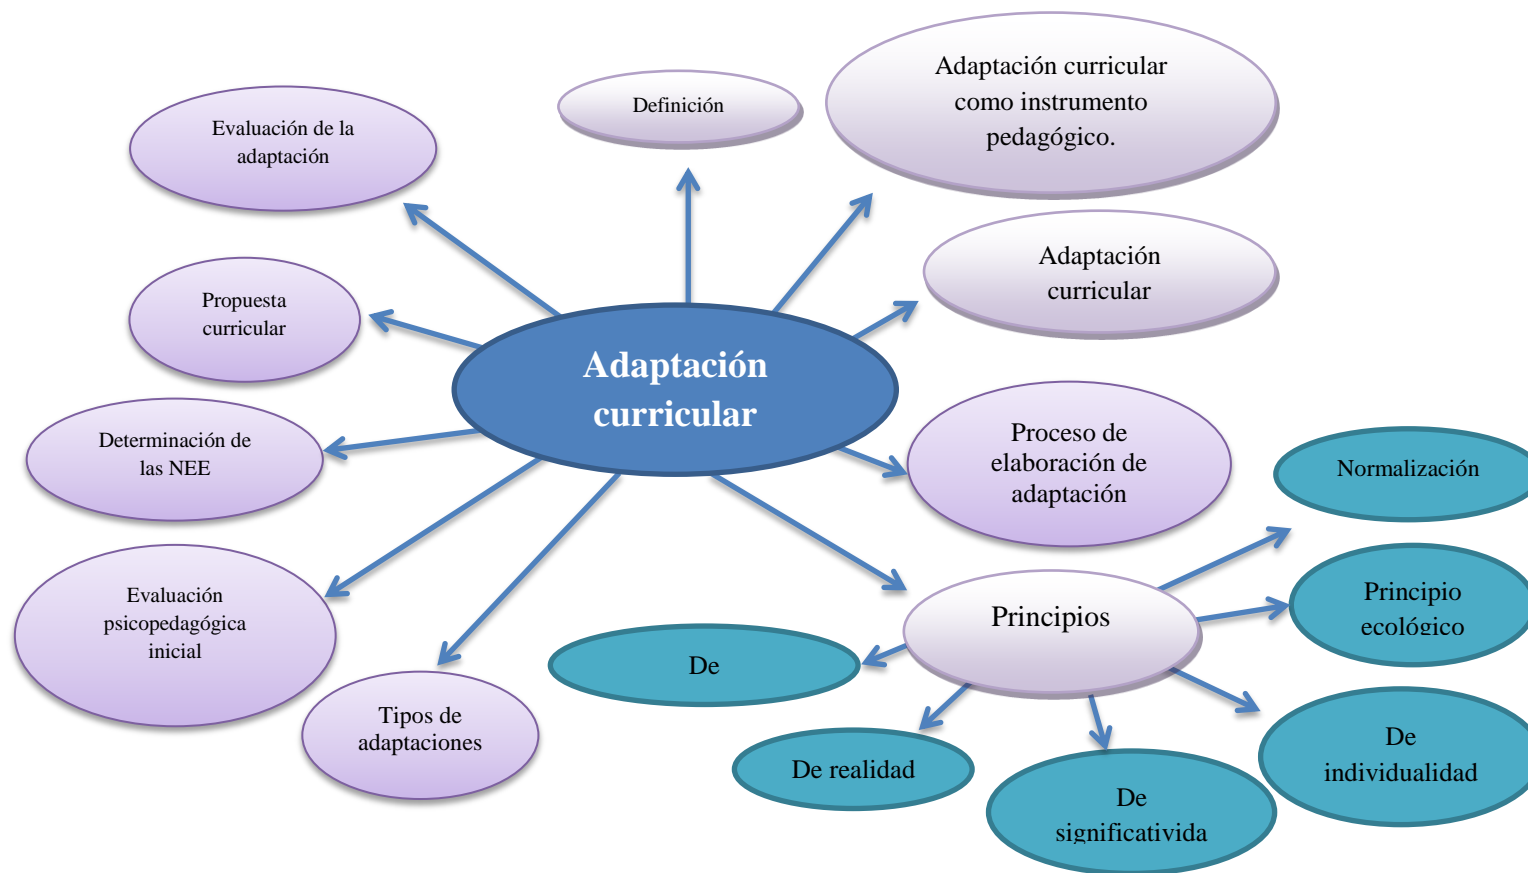 Evaluación de la
adaptación
Definición
Adaptación curricular
como instrumento
pedagógico.
Adaptación
curricular
Propuesta
curricular
Adaptación
curricular
Determinación de
las NEE
Proceso de
elaboración de
adaptación
Normalización
Principio
ecológico
Evaluación
psicopedagógica
inicial
Principios
De
Tipos de
adaptaciones
De realidad
De
significativida
De
individualidad